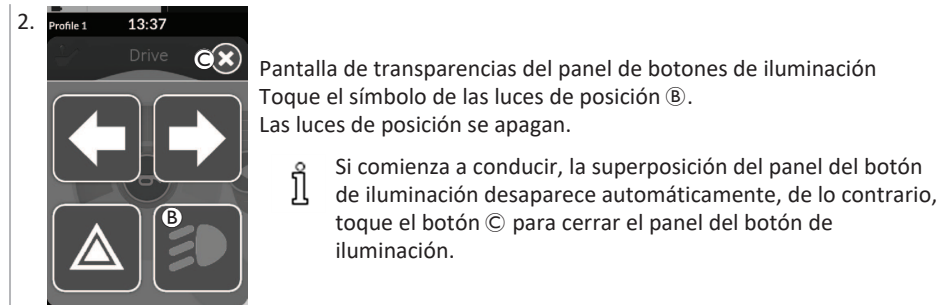 2.
Profile 1 13:37
Drive Ⓒ
Pantalla de transparencias del panel de botones de iluminación
Toque el símbolo de las luces de posición Ⓑ.
Las luces de posición se apagan.
Si comienza a conducir, la superposición del panel del botón
de iluminación desaparece automáticamente, de lo contrario,
toque el botón Ⓒ para cerrar el panel del botón de
iluminación.
Ⓑ